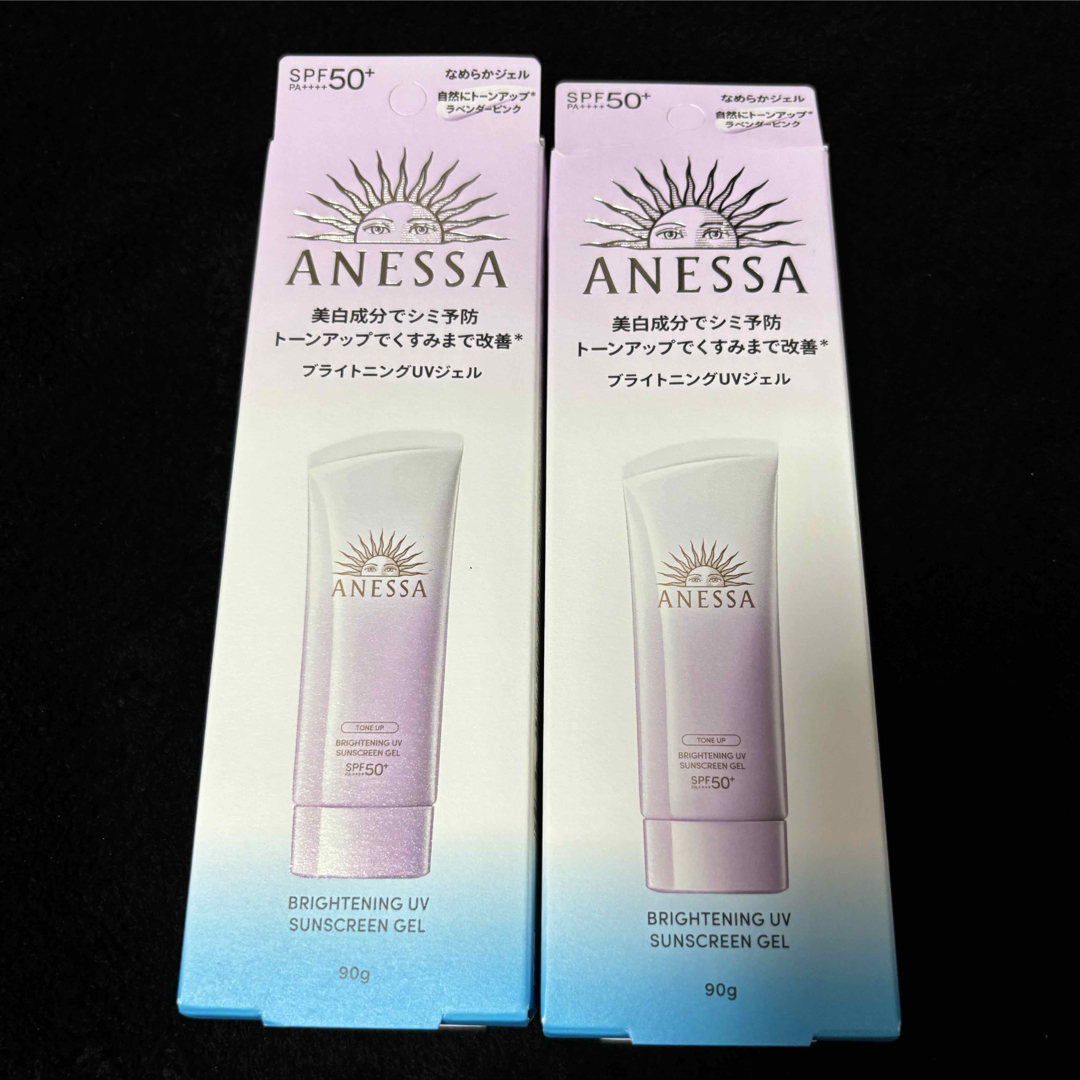 SPF50+
PA++++
なめらかジェル
自然にトーンアップ*
ラベンダーピンク
ANESSA
美白成分でシミ予防
トーンアップでくすみまで改善*
ブライトニングUVジェル
ANESSA
TONE UP
BRIGHTENING UV
SUNSCREEN GEL
SPF50+
PA++++
BRIGHTENING UV
SUNSCREEN GEL
90g
SPF50+
PA++++
なめらかジェル
自然にトーンアップ*
ラベンダーピンク
ANESSA
美白成分でシミ予防
トーンアップでくすみまで改善*
ブライトニングUVジェル
ANESSA
TONE UP
BRIGHTENING UV
SUNSCREEN GEL
SPF50+
PA++++
BRIGHTENING UV
SUNSCREEN GEL
90g